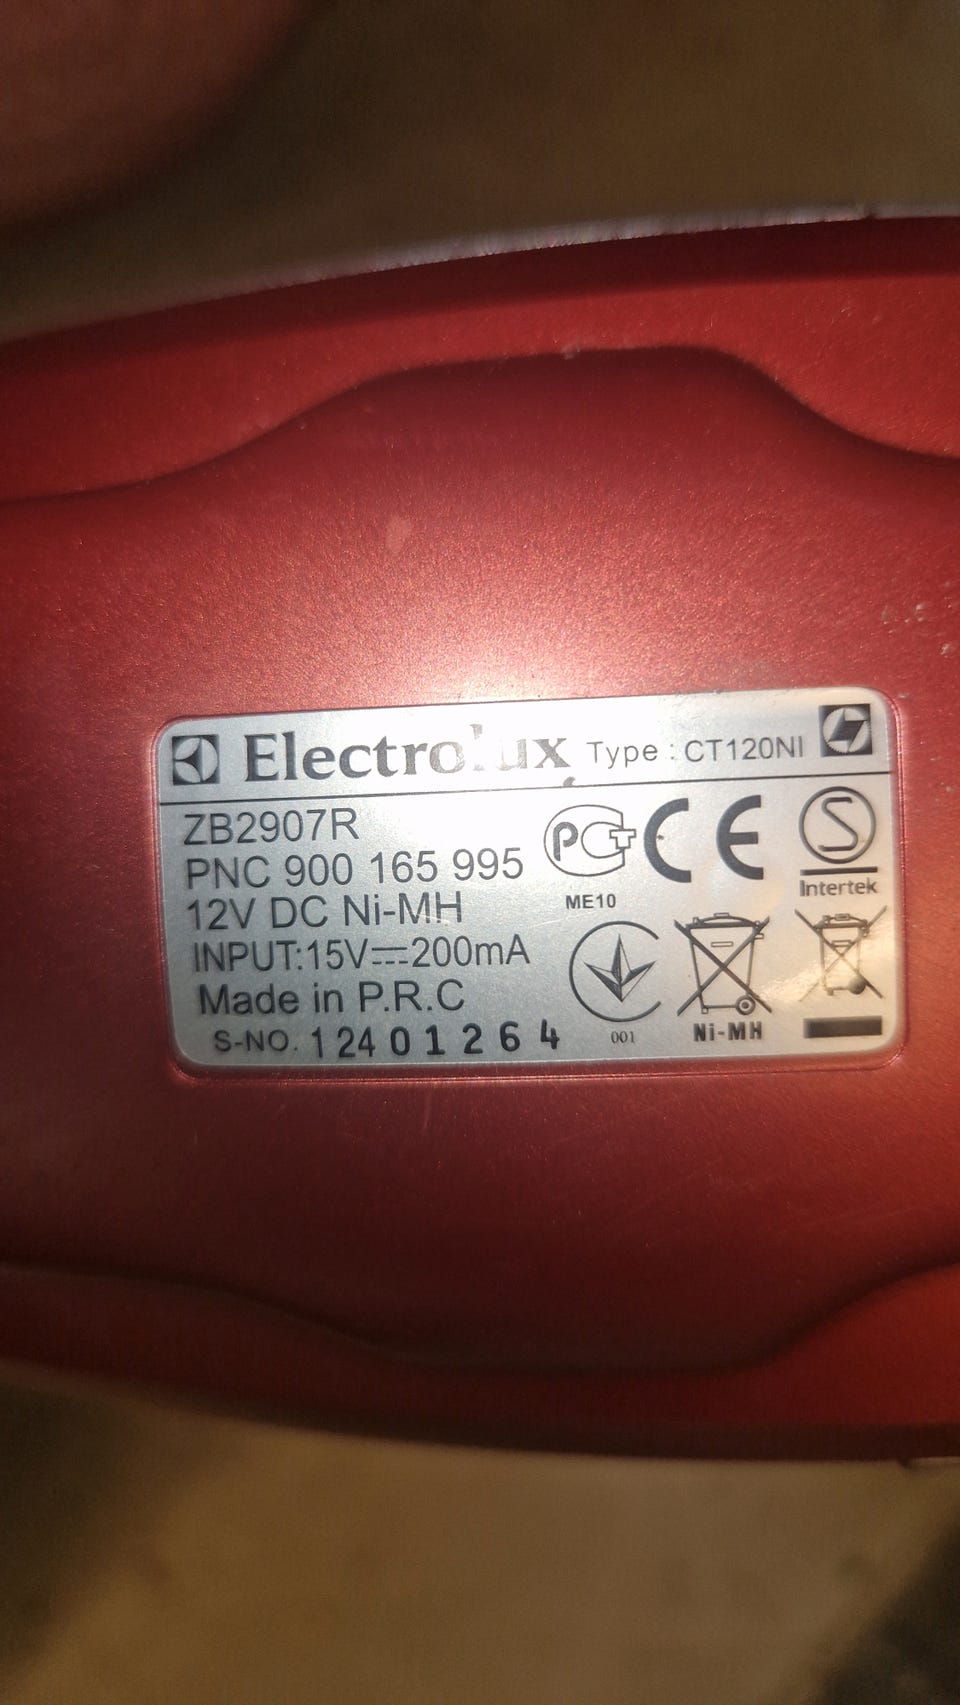 Electrolux Type : CT120NI
ZB2907R
PNC 900 165 995
12V DC Ni-MH
INPUT:15V⎓200mA
Made in P.R.C
S-NO. 12401264
PCT
CE
S
Intertek
ME10
001
Ni-MH